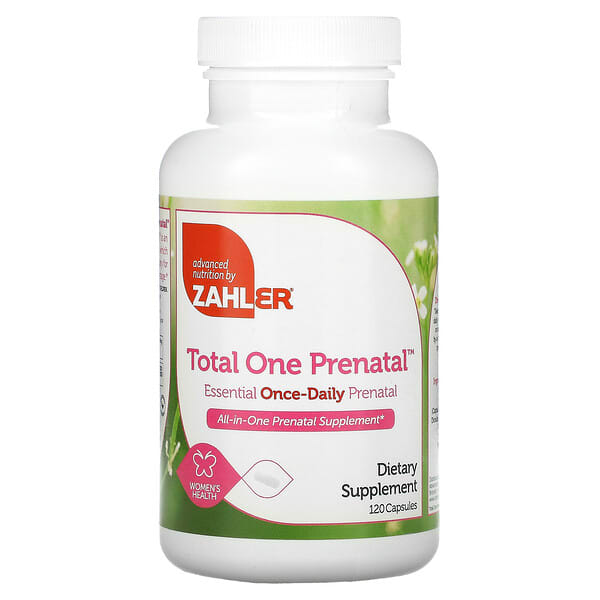 advanced
nutrition by
ZAHLER®
Total One Prenatal™
Essential Once-Daily Prenatal
All-in-One Prenatal Supplement*
WOMEN'S
HEALTH
Dietary
Supplement
120 Capsules